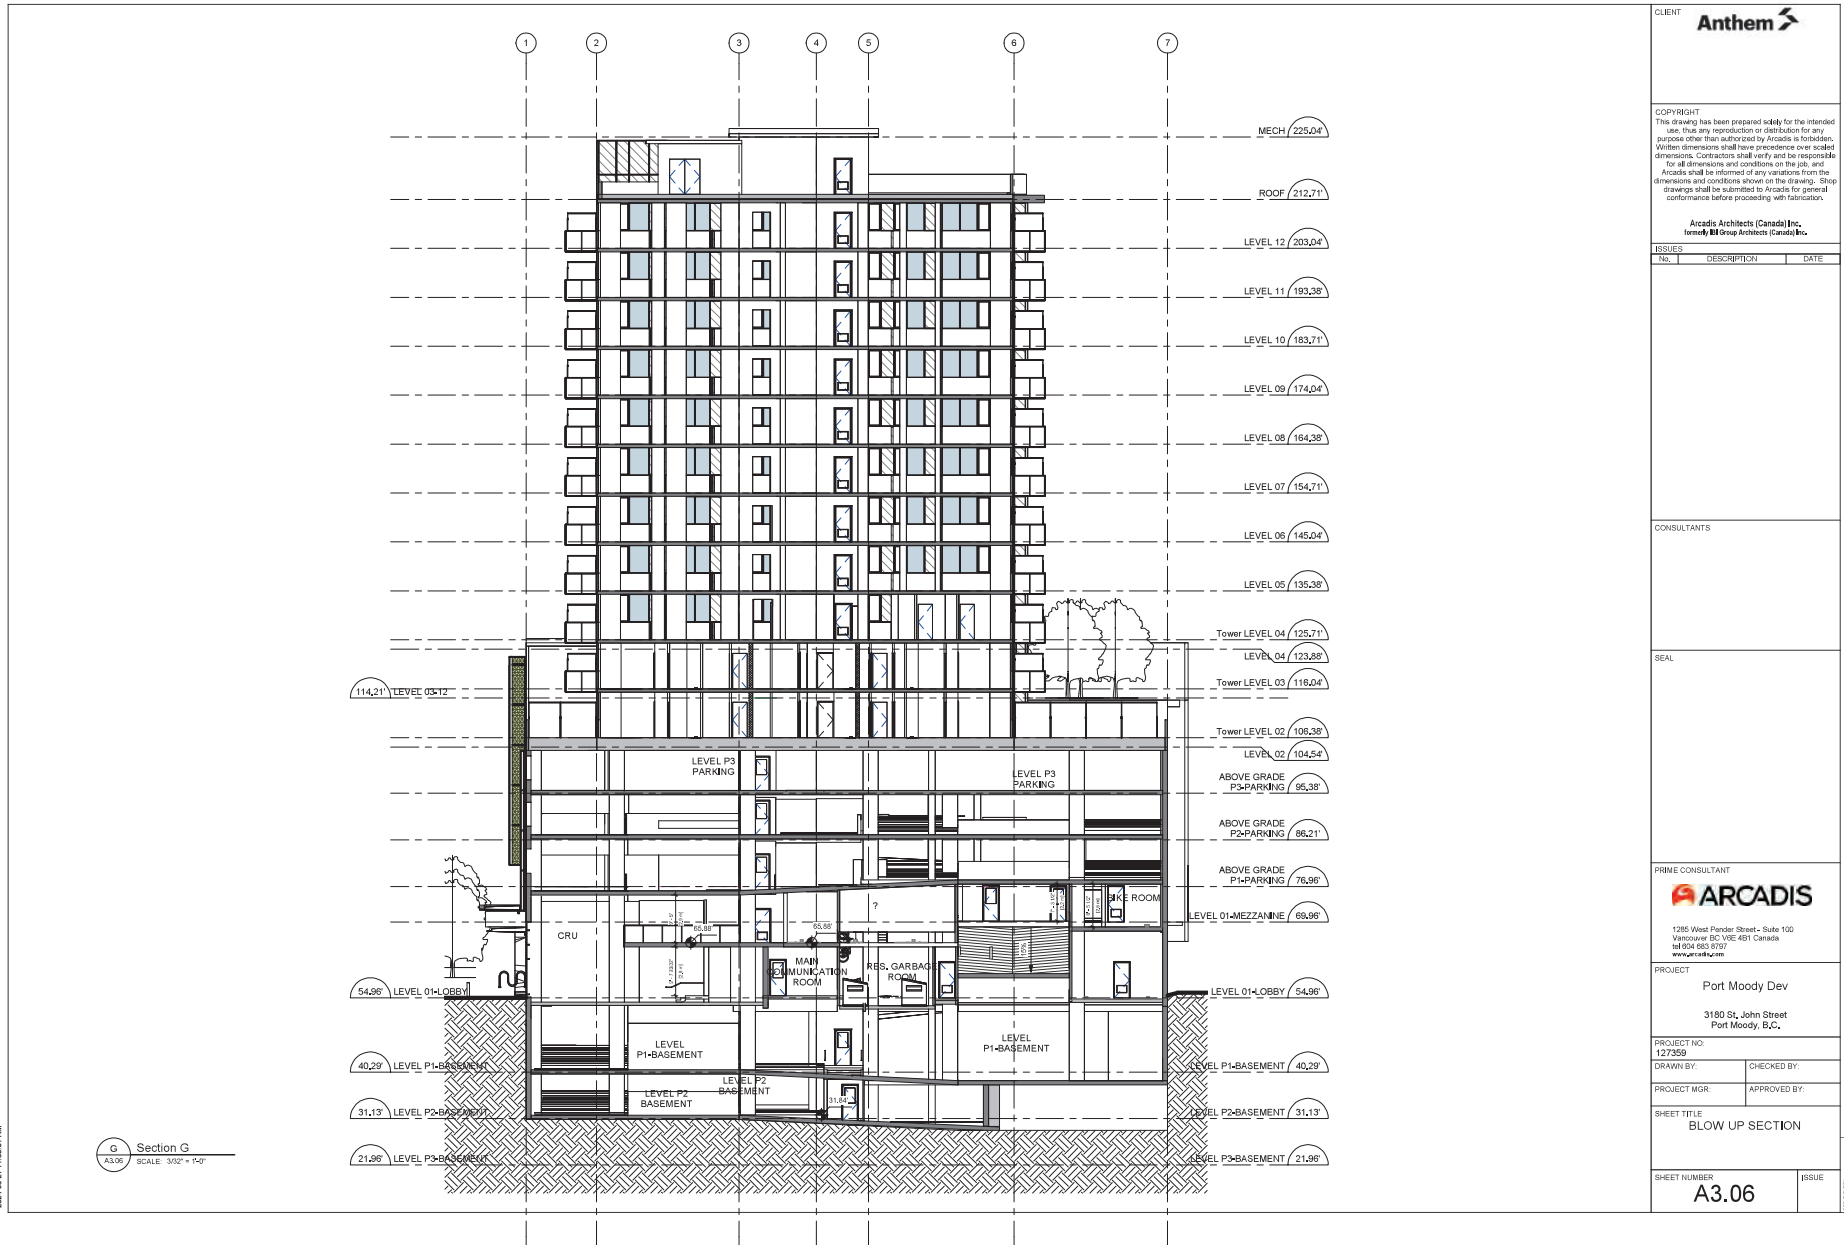 1
2
3
4
5
6
7
MECH 225.04'
ROOF 212.71'
LEVEL 12 203.04'
LEVEL 11 193.38'
LEVEL 10 183.71'
LEVEL 09 174.04'
LEVEL 08 164.38'
LEVEL 07 154.71'
LEVEL 06 145.04'
LEVEL 05 135.38'
Tower LEVEL 04 125.71'
LEVEL 04 123.88'
Tower LEVEL 03 116.04'
114.21' LEVEL 03-12
Tower LEVEL 02 106.38'
LEVEL 02 104.54'
LEVEL P3
PARKING
LEVEL P3
PARKING
ABOVE GRADE
P3-PARKING 95.38'
ABOVE GRADE
P2-PARKING 86.21'
ABOVE GRADE
P1-PARKING 76.96'
BIKE ROOM
?
LEVEL 01-MEZZANINE 69.96'
CRU
65.88'
65.88'
15%
MAIN
COMMUNICATION
ROOM
RES. GARBAGE
ROOM
54.96' LEVEL 01-LOBBY
LEVEL 01-LOBBY 54.96'
LEVEL
P1-BASEMENT
LEVEL
P1-BASEMENT
40.29' LEVEL P1-BASEMENT
LEVEL P1-BASEMENT 40.29'
LEVEL P2
BASEMENT
LEVEL P2
BASEMENT
31.84'
31.13' LEVEL P2-BASEMENT
LEVEL P2-BASEMENT 31.13'
21.96' LEVEL P3-BASEMENT
LEVEL P3-BASEMENT 21.96'
G
A3.06
Section G
SCALE: 3/32" = 1'-0"
CLIENT
Anthem
COPYRIGHT
This drawing has been prepared solely for the intended
use, thus any reproduction or distribution for any
purpose other than authorized by Arcadis is forbidden.
Written dimensions shall have precedence over scaled
dimensions. Contractors shall verify and be responsible
for all dimensions and conditions on the job, and
Arcadis shall be informed of any variations from the
dimensions and conditions shown on the drawing. Shop
drawings shall be submitted to Arcadis for general
conformance before proceeding with fabrication.
Arcadis Architects (Canada) Inc.
formerly IBI Group Architects (Canada) Inc.
ISSUES
No. DESCRIPTION DATE
CONSULTANTS
SEAL
PRIME CONSULTANT
ARCADIS
1285 West Pender Street - Suite 100
Vancouver BC V6E 4B1 Canada
tel 604 683 8797
www.arcadis.com
PROJECT
Port Moody Dev
3180 St. John Street
Port Moody, B.C.
PROJECT NO:
127359
DRAWN BY: CHECKED BY:
PROJECT MGR: APPROVED BY:
SHEET TITLE
BLOW UP SECTION
SHEET NUMBER ISSUE
A3.06